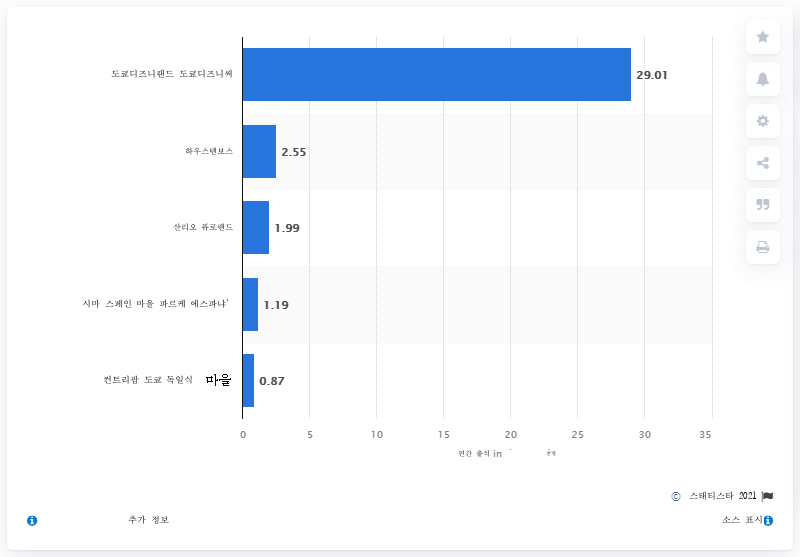 도쿄디즈니랜드 도쿄디즈니씨
29.01
하우스텐보스
2.55
산리오 퓨로랜드
1.99
시마 스페인 마을 파르케 에스파냐'
1.19
컨트리팜 도쿄 독일식 마을
0.87
0 5 10 15 20 25 30 35
연간 출석 in
© 스태티스타 2021
추가 정보
소스 표시